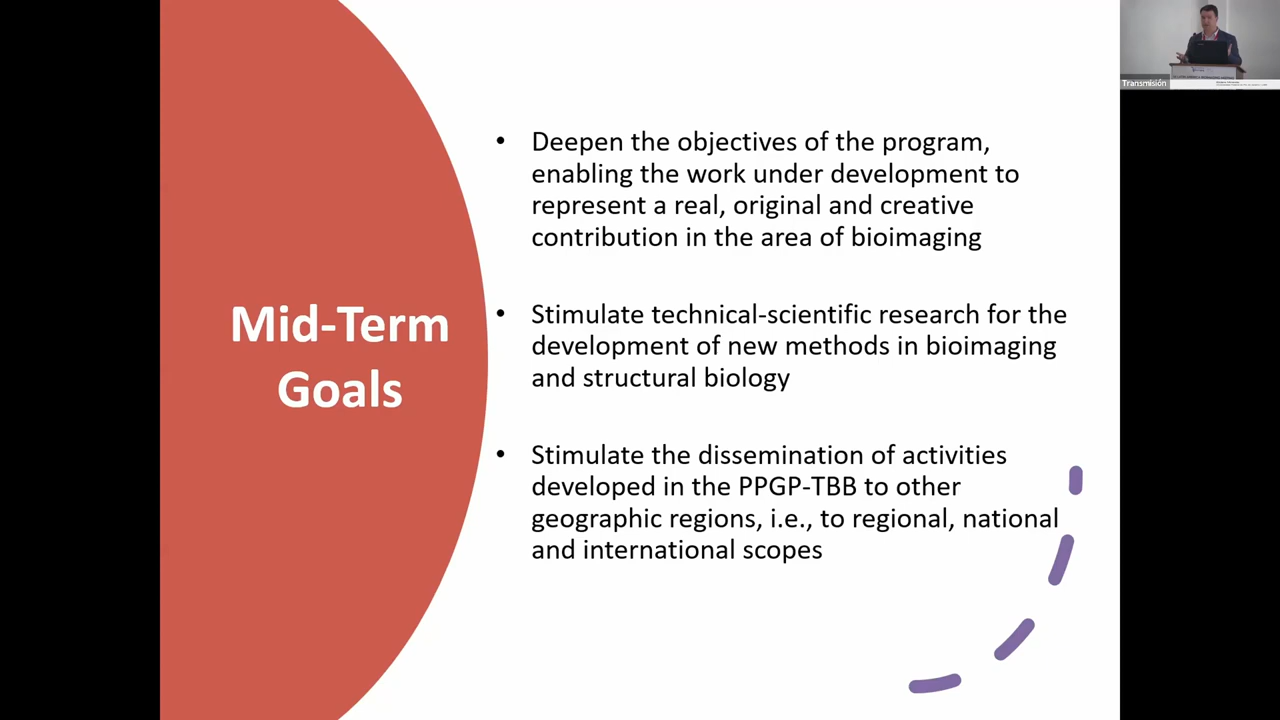 Transmisión
Mid-Term
Goals
• Deepen the objectives of the program,
enabling the work under development to
represent a real, original and creative
contribution in the area of bioimaging
• Stimulate technical-scientific research for the
development of new methods in bioimaging
and structural biology
• Stimulate the dissemination of activities
developed in the PPGP-TBB to other
geographic regions, i.e., to regional, national
and international scopes